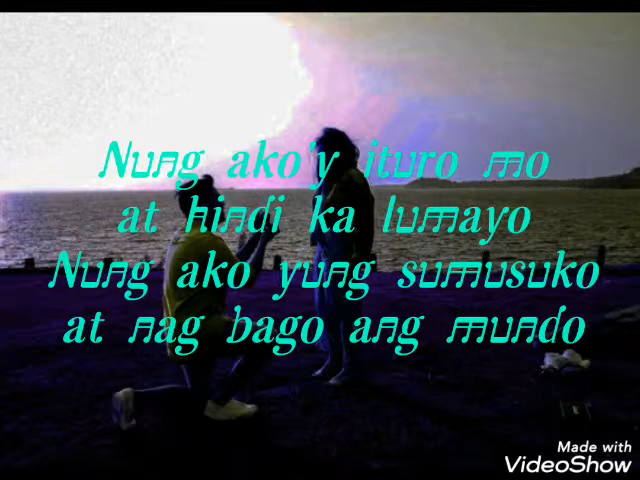 Nung ako'y ituro mo
at hindi ka lumayo
Nung ako yung sumusuko
at nag bago ang mundo
Made with
VideoShow